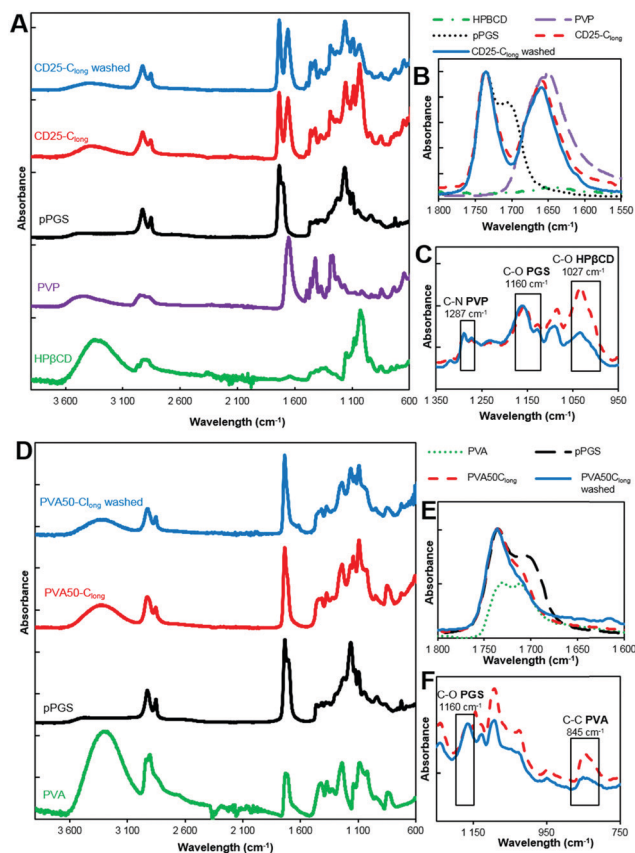 A
CD25-Clong washed
CD25-Clong
pPGS
PVP
HPβCD
Absorbance
3 600 3 100 2 600 2 100 1 600 1 100 600
Wavelength (cm-1)
HPBCD PVP
pPGS CD25-Clong
CD25-Clong washed
B
Absorbance
1 800 1 700 1 600 1 550
Wavelength (cm-1)
C
C-O PGS C-O HPβCD
1160 cm-1 1027 cm-1
C-N PVP
1287 cm-1
Absorbance
1 350 1 250 1 150 1 050 950
Wavelength (cm-1)
D
PVA50-Clong washed
PVA50-Clong
pPGS
PVA
Absorbance
3 600 3 100 2 600 2 100 1 600 1 100 600
Wavelength (cm-1)
PVA pPGS
PVA50Clong PVA50Clong
washed
E
Absorbance
1 800 1 750 1 700 1 650 1 600
Wavelength (cm-1)
F
C-O PGS
1160 cm-1
C-C PVA
845 cm-1
Absorbance
1 150 950 750
Wavelength (cm-1)